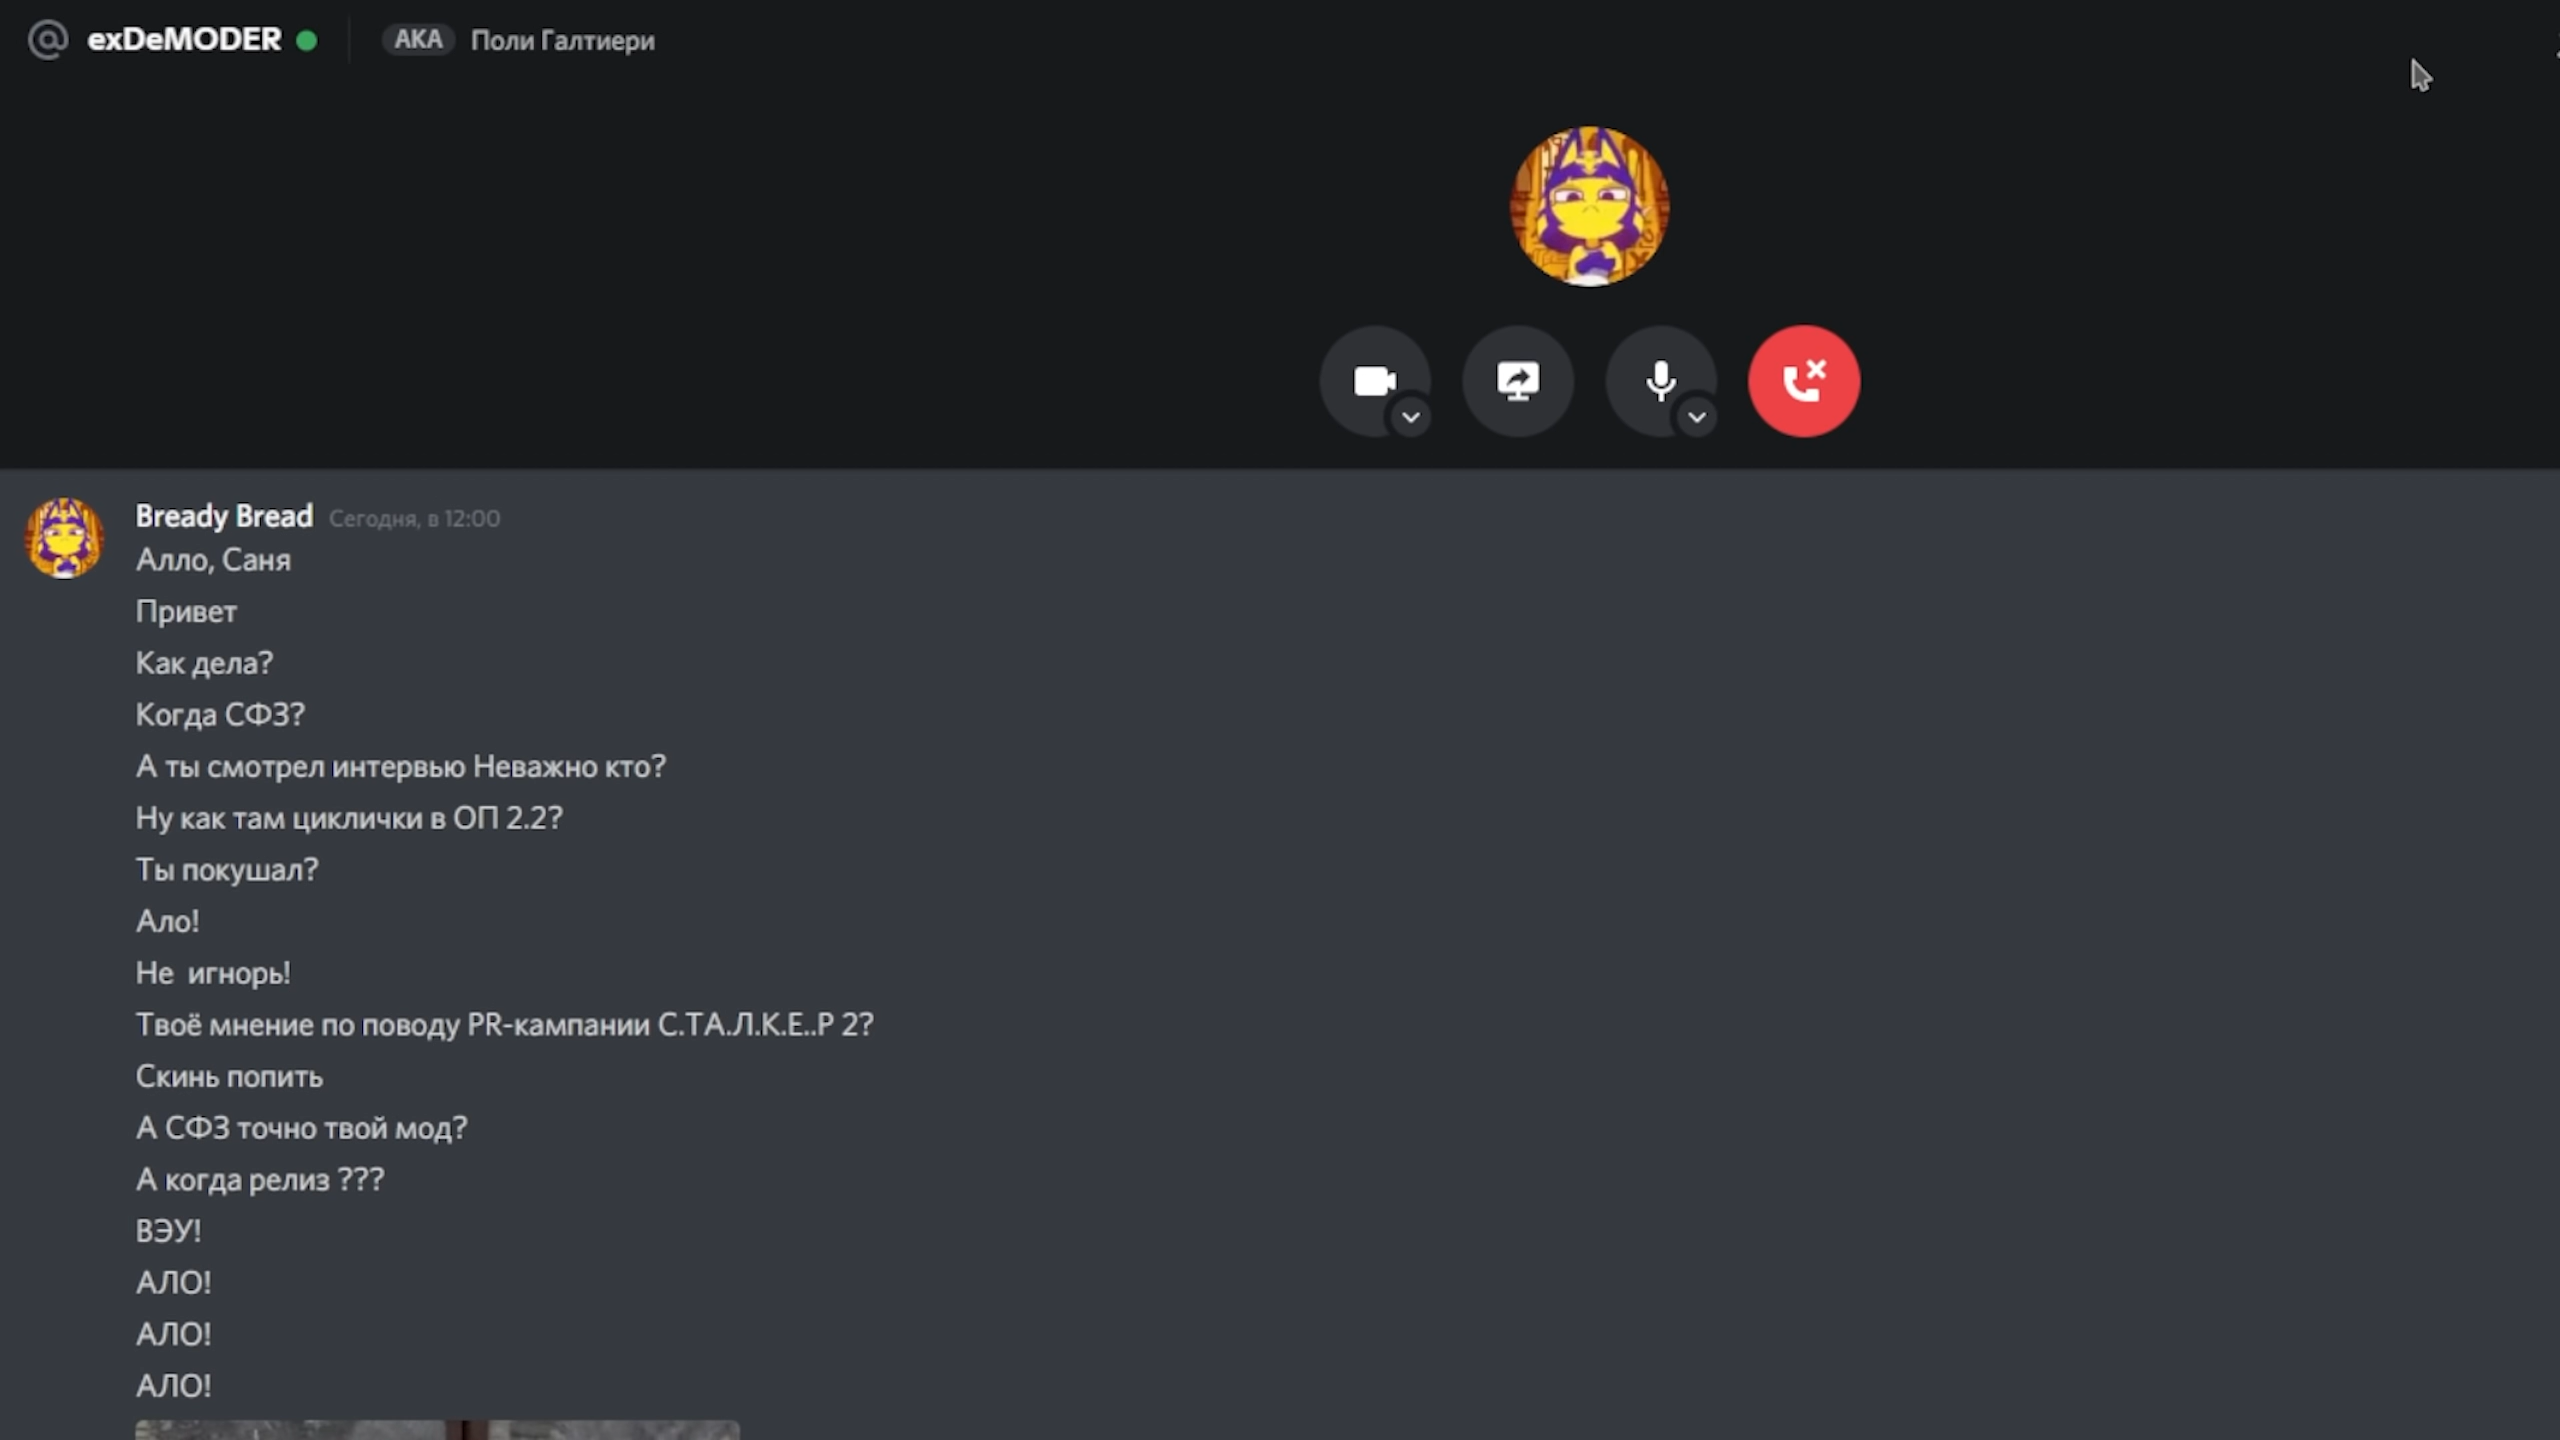 @ exDeMODER AKA Поли Галтиери
Bready Bread Сегодня, в 12:00
Алло, Саня
Привет
Как дела?
Когда СФЗ?
А ты смотрел интервью Неважно кто?
Ну как там циклички в ОП 2.2?
Ты покушал?
Ало!
Не  игнорь!
Твоё мнение по поводу PR-кампании С.ТА.Л.К.Е..Р 2?
Скинь попить
А СФЗ точно твой мод?
А когда релиз ???
ВЭУ!
АЛО!
АЛО!
АЛО!